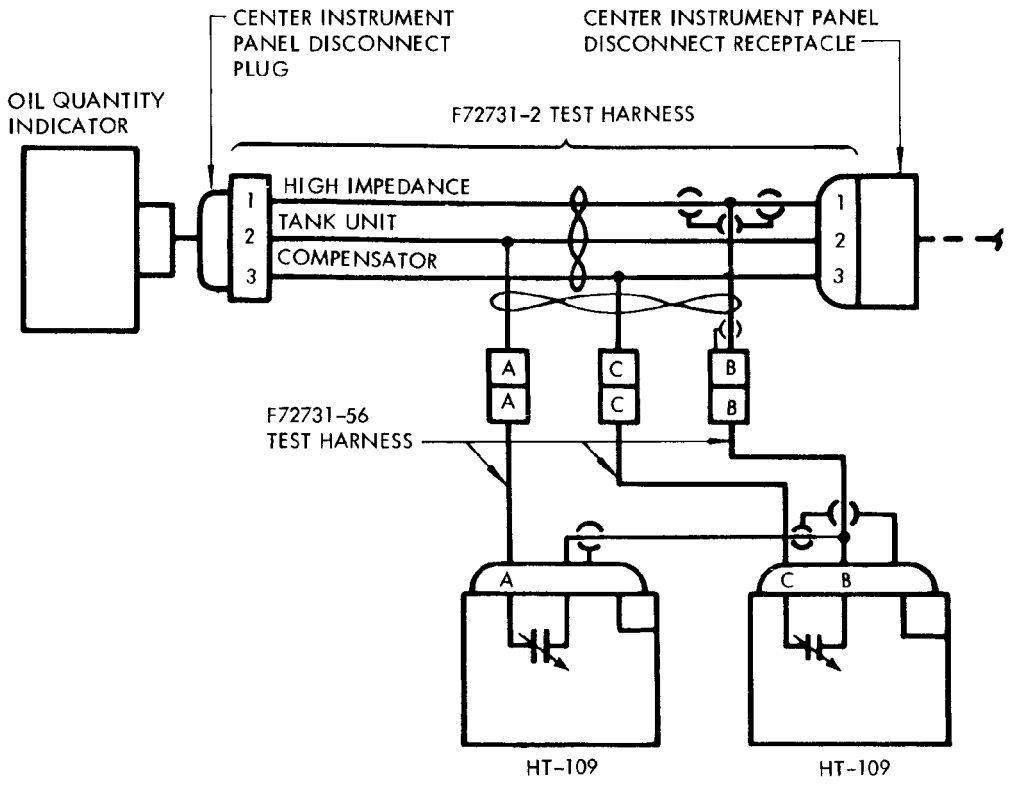 CENTER INSTRUMENT
PANEL DISCONNECT
PLUG
CENTER INSTRUMENT PANEL
DISCONNECT RECEPTACLE
OIL QUANTITY
INDICATOR
F72731-2 TEST HARNESS
1
HIGH IMPEDANCE
1
2
TANK UNIT
2
3
COMPENSATOR
3
A
C
B
A
C
B
F72731-56
TEST HARNESS
A
C
B
HT-109
HT-109